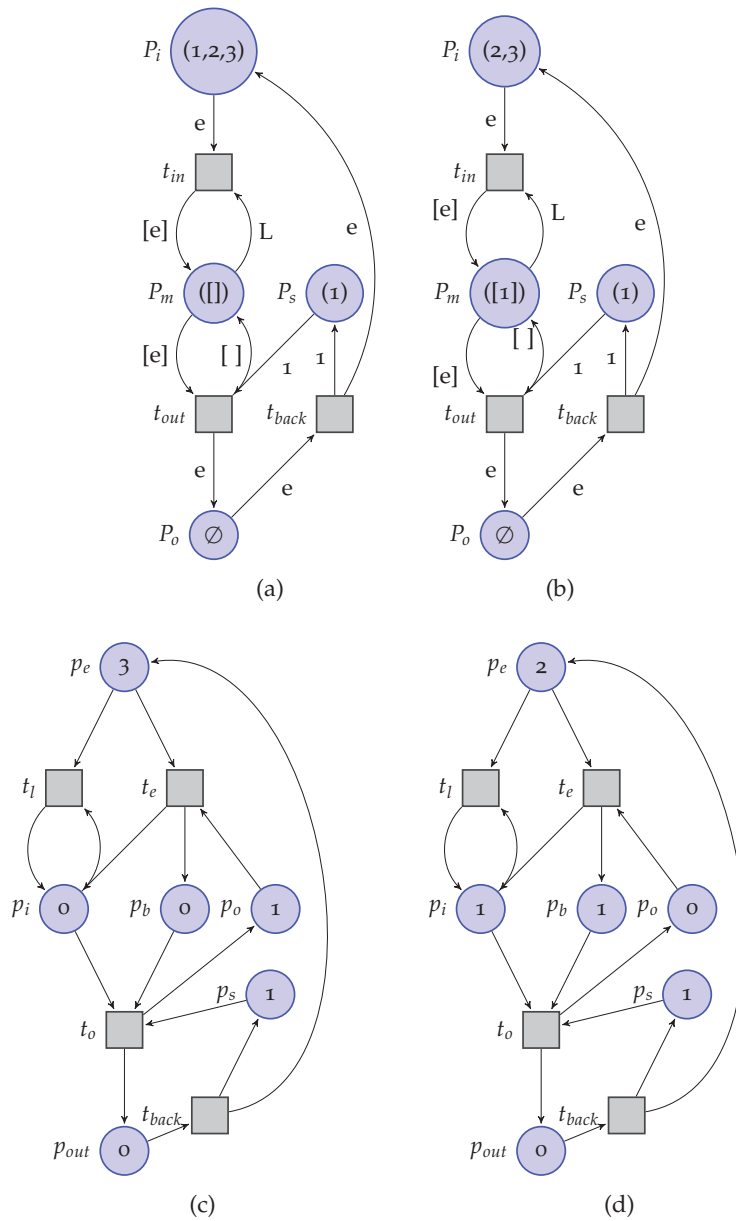 P_i (1,2,3) P_i (2,3)
e e
t_in t_in
[e] L e [e] L e
P_m ([]) P_s (1) P_m ([1]) P_s (1)
[e] [ ] 1 1 [e] [ ] 1 1
t_out t_back t_out t_back
e e e e
P_o ∅ P_o ∅
(a) (b)
p_e 3 p_e 2
t_l t_e t_l t_e
p_i 0 p_b 0 p_o 1 p_i 1 p_b 1 p_o 0
p_s 1 p_s 1
t_o t_o
t_back t_back
p_out 0 p_out 0
(c) (d)